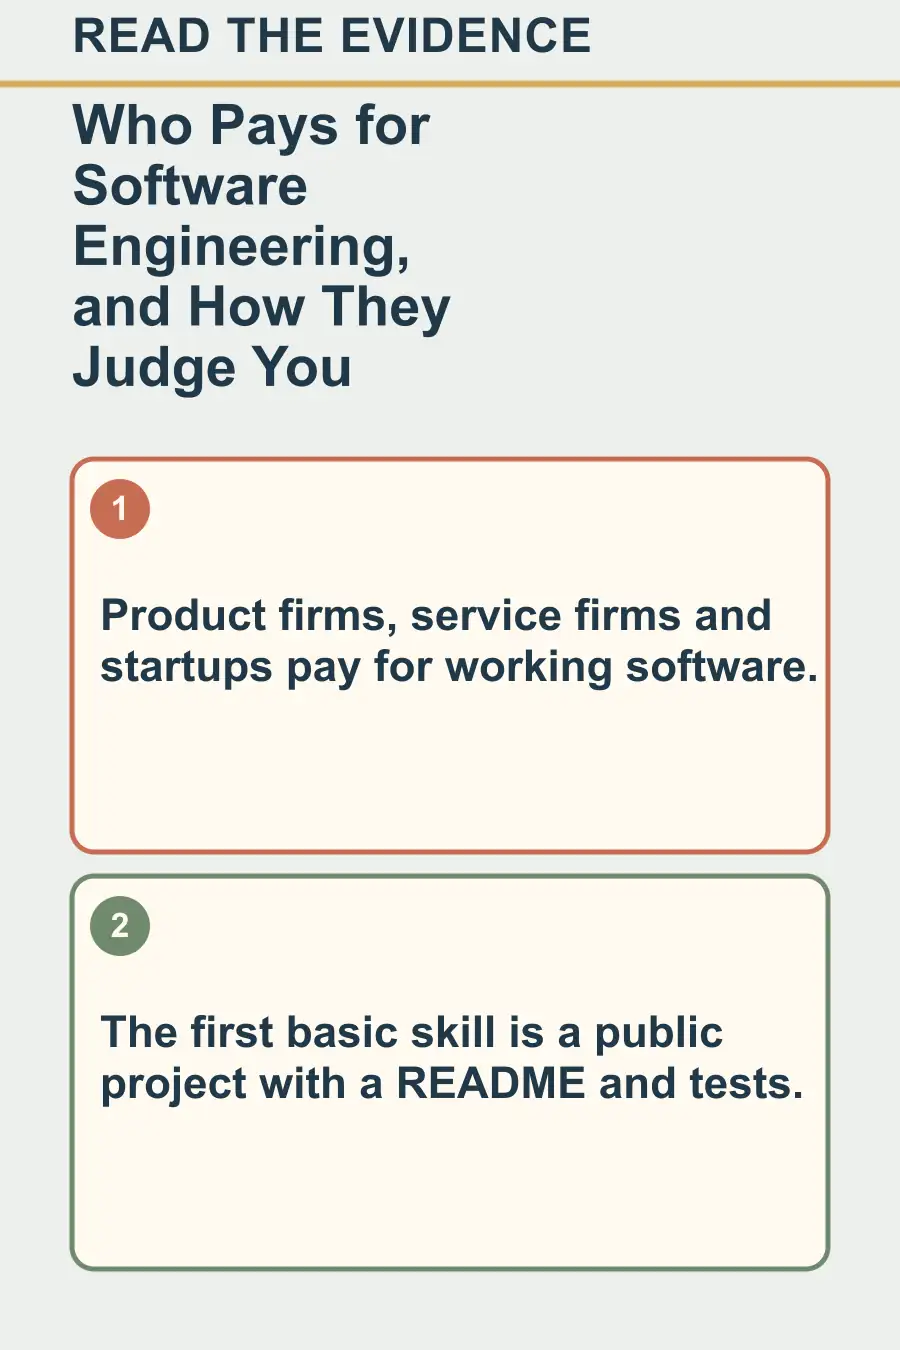 READ THE EVIDENCE
Who Pays for
Software
Engineering,
and How They
Judge You
1
Product firms, service firms and
startups pay for working software.
2
The first basic skill is a public
project with a README and tests.